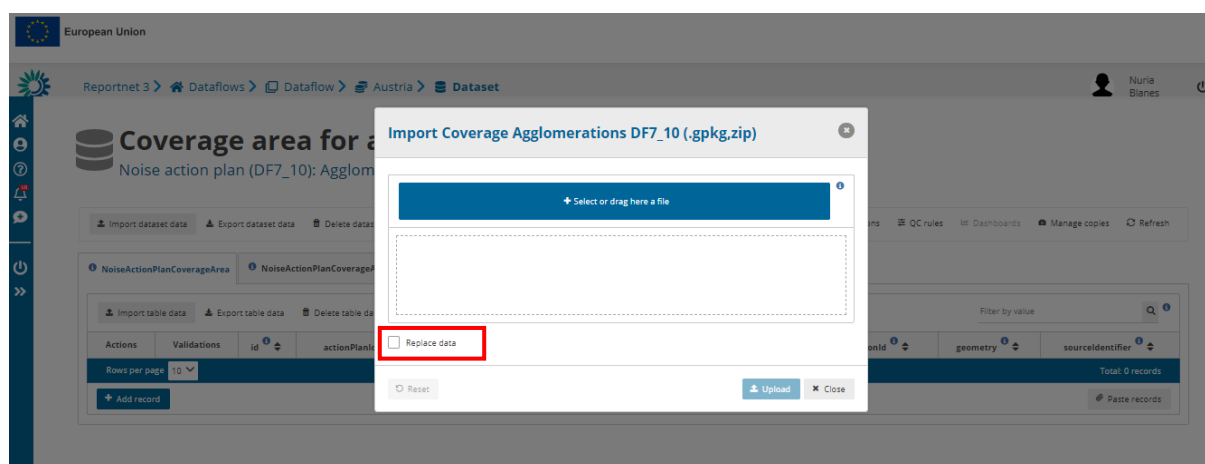 European Union
Reportnet 3 > Dataflows > Dataflow > Austria > Dataset
Nuria
Blanes
Coverage area for a
Noise action plan (DF7_10): Agglom
Import Coverage Agglomerations DF7_10 (.gpkg,zip)
+ Select or drag here a file
Import dataset data Export dataset data Delete datas
ons QC rules Dashboards Manage copies Refresh
NoiseActionPlanCoverageArea NoiseActionPlanCoverageA
Import table data Export table data Delete table da
Filter by value
Replace data
Actions Validations id actionPlanId
onId geometry sourceIdentifier
Rows per page 10
Total: 0 records
Reset Upload Close
+ Add record
Paste records